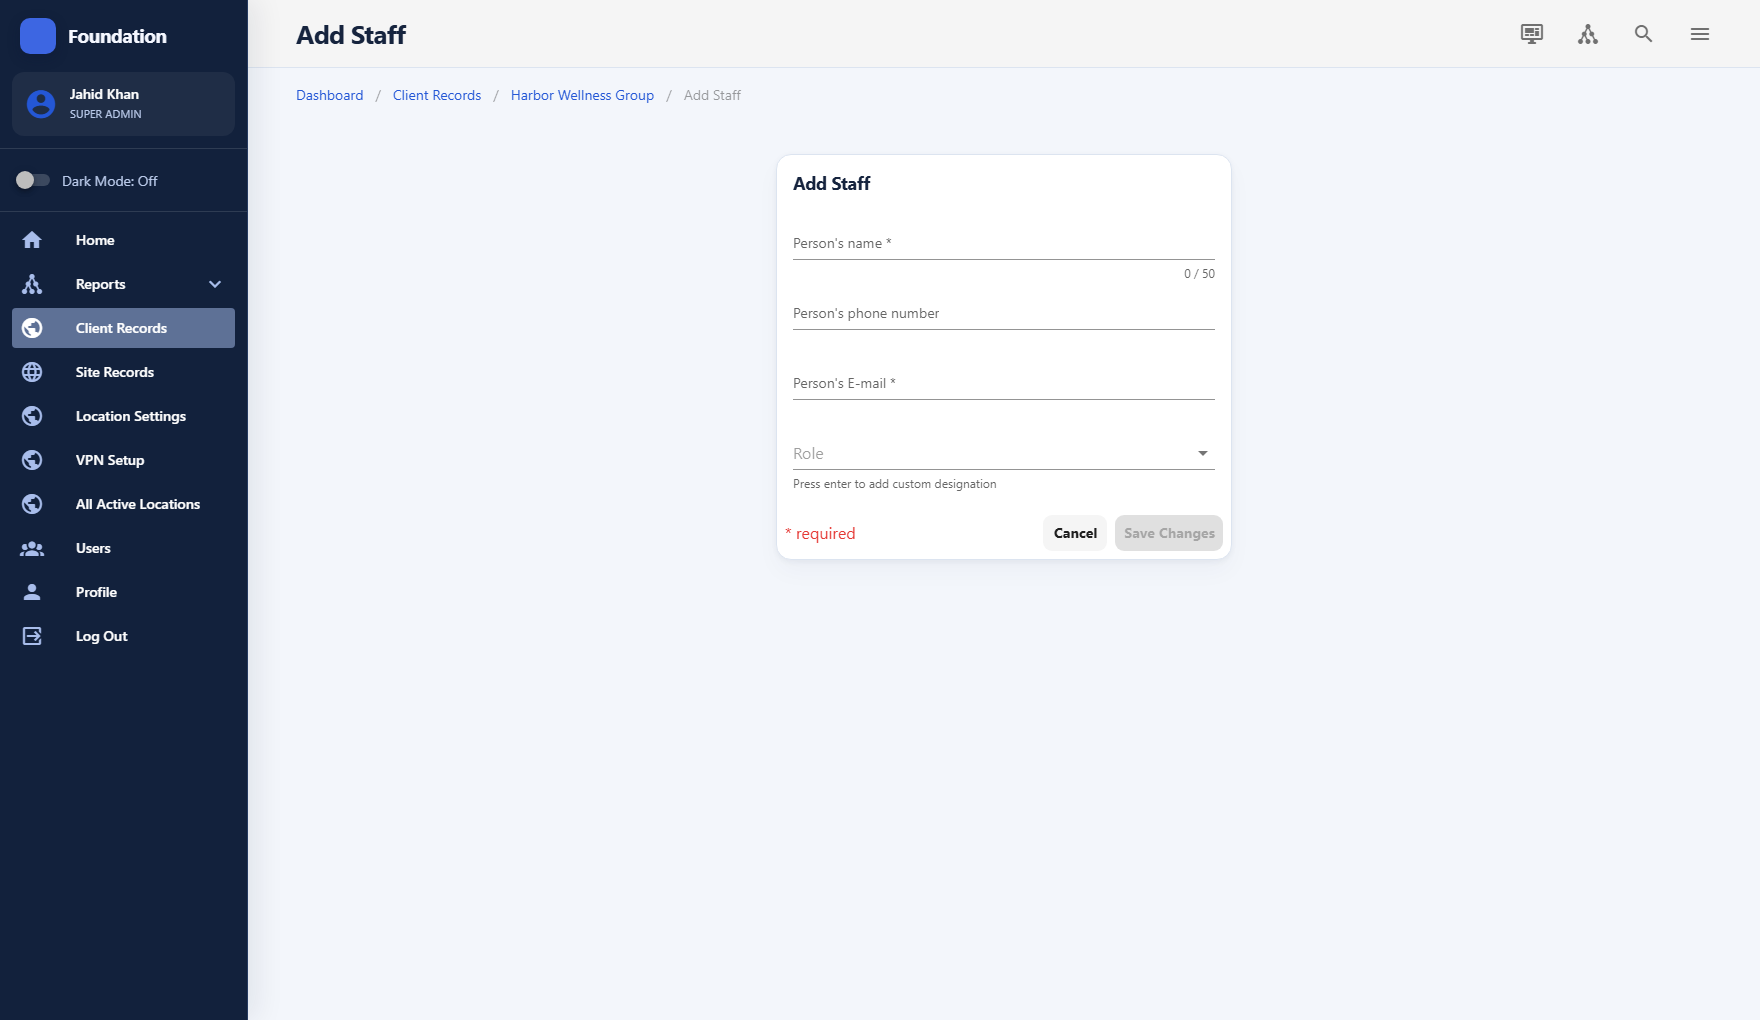 Foundation
Jahid Khan
SUPER ADMIN
Dark Mode: Off
Home
Reports
Client Records
Site Records
Location Settings
VPN Setup
All Active Locations
Users
Profile
Log Out
Add Staff
Dashboard / Client Records / Harbor Wellness Group / Add Staff
Add Staff
Person's name *
0 / 50
Person's phone number
Person's E-mail *
Role
Press enter to add custom designation
* required
Cancel
Save Changes